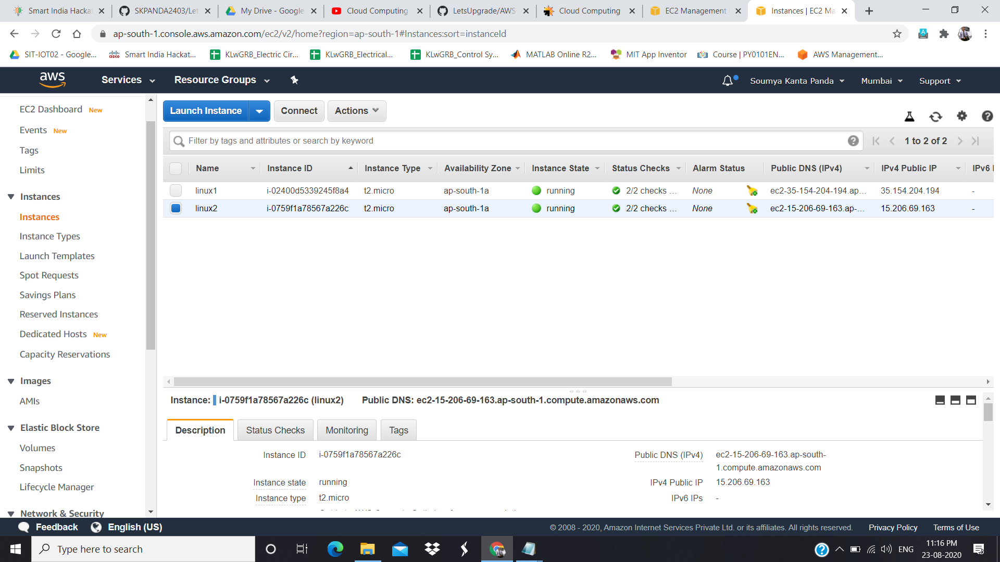 Smart India Hackat
SKPANDA2403/Let
My Drive - Google
Cloud Computing
LetsUpgrade/AWS-
Cloud Computing
EC2 Management
Instances | EC2 Ma
ap-south-1.console.aws.amazon.com/ec2/v2/home?region=ap-south-1#Instances:sort=instanceId
SIT-IOT02 - Google...
Smart India Hackat...
KLwGRB_Electric Cir...
KLwGRB_Electrical...
KLwGRB_Control Sy...
MATLAB Online R2...
MIT App Inventor
Course | PY0101EN...
AWS Management...
aws
Services
Resource Groups
Soumya Kanta Panda
Mumbai
Support
EC2 Dashboard New
Events New
Tags
Limits
Instances
Instances
Instance Types
Launch Templates
Spot Requests
Savings Plans
Reserved Instances
Dedicated Hosts New
Capacity Reservations
Images
AMIs
Elastic Block Store
Volumes
Snapshots
Lifecycle Manager
Network & Security
Launch Instance
Connect
Actions
Filter by tags and attributes or search by keyword
1 to 2 of 2
Name Instance ID Instance Type Availability Zone Instance State Status Checks Alarm Status Public DNS (IPv4) IPv4 Public IP IPv6 I
linux1 i-02400d5339245f8a4 t2.micro ap-south-1a running 2/2 checks ... None ec2-35-154-204-194.ap... 35.154.204.194 -
linux2 i-0759f1a78567a226c t2.micro ap-south-1a running 2/2 checks ... None ec2-15-206-69-163.ap-... 15.206.69.163 -
Instance: i-0759f1a78567a226c (linux2) Public DNS: ec2-15-206-69-163.ap-south-1.compute.amazonaws.com
Description
Status Checks
Monitoring
Tags
Instance ID i-0759f1a78567a226c
Instance state running
Instance type t2.micro
Public DNS (IPv4) ec2-15-206-69-163.ap-south-
1.compute.amazonaws.com
IPv4 Public IP 15.206.69.163
IPv6 IPs -
Feedback
English (US)
© 2008 - 2020, Amazon Internet Services Private Ltd. or its affiliates. All rights reserved.
Privacy Policy
Terms of Use
Type here to search
ENG
11:16 PM
23-08-2020